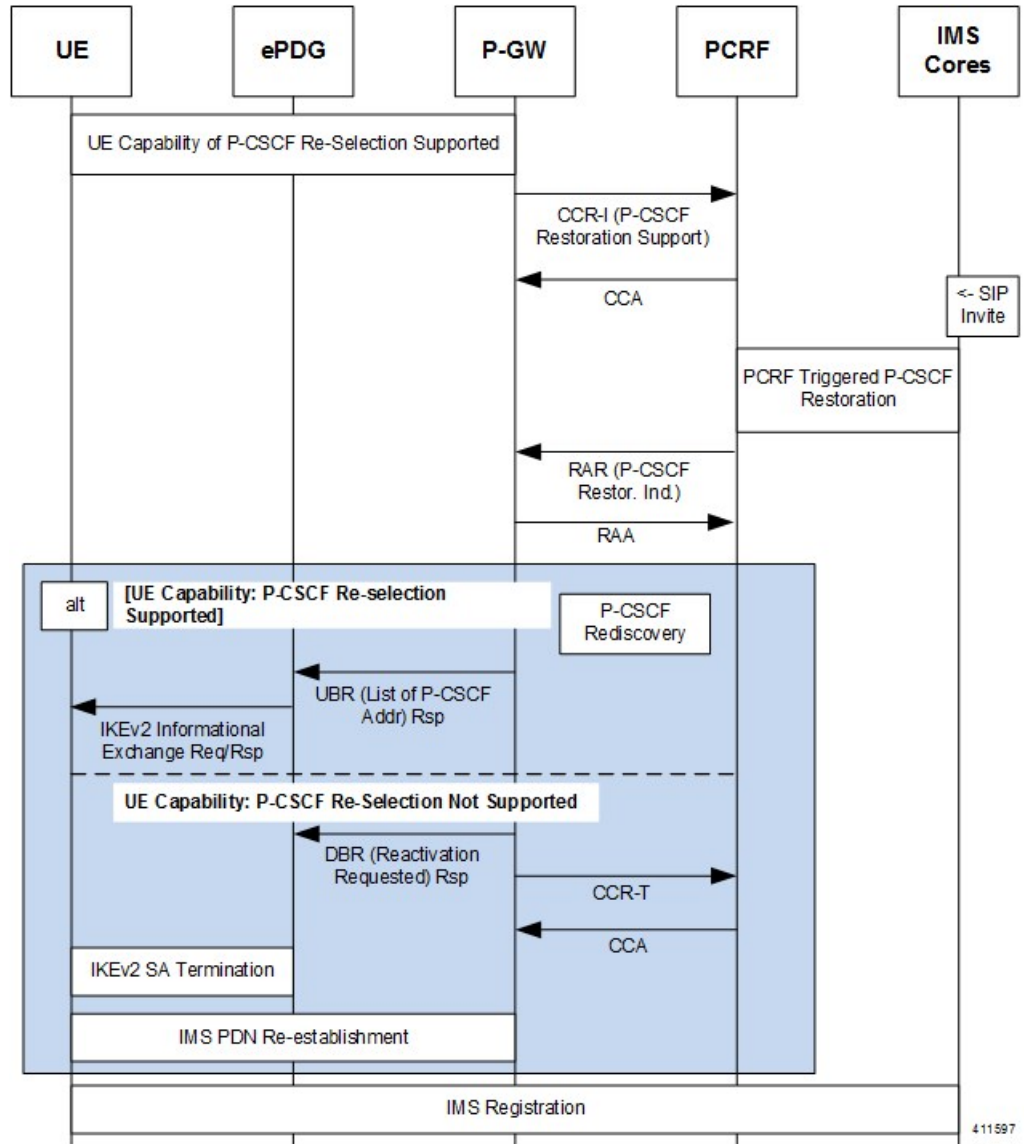 UE
ePDG
P-GW
PCRF
IMS
Cores
UE Capability of P-CSCF Re-Selection Supported
CCR-I (P-CSCF
Restoration Support)
CCA
<- SIP
Invite
PCRF Triggered P-CSCF
Restoration
RAR (P-CSCF
Restor. Ind.)
RAA
alt
[UE Capability: P-CSCF Re-selection
Supported]
P-CSCF
Rediscovery
UBR (List of P-CSCF
Addr) Rsp
IKEv2 Informational
Exchange Req/Rsp
UE Capability: P-CSCF Re-Selection Not Supported
DBR (Reactivation
Requested) Rsp
CCR-T
CCA
IKEv2 SA Termination
IMS PDN Re-establishment
IMS Registration
411597